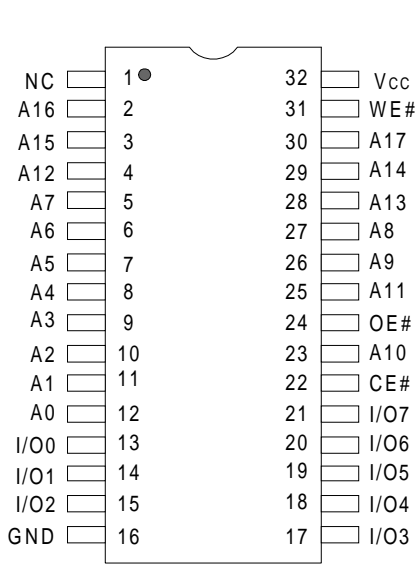 NC 1 32 Vcc
A16 2 31 WE#
A15 3 30 A17
A12 4 29 A14
A7 5 28 A13
A6 6 27 A8
A5 7 26 A9
A4 8 25 A11
A3 9 24 OE#
A2 10 23 A10
A1 11 22 CE#
A0 12 21 I/O7
I/O0 13 20 I/O6
I/O1 14 19 I/O5
I/O2 15 18 I/O4
GND 16 17 I/O3